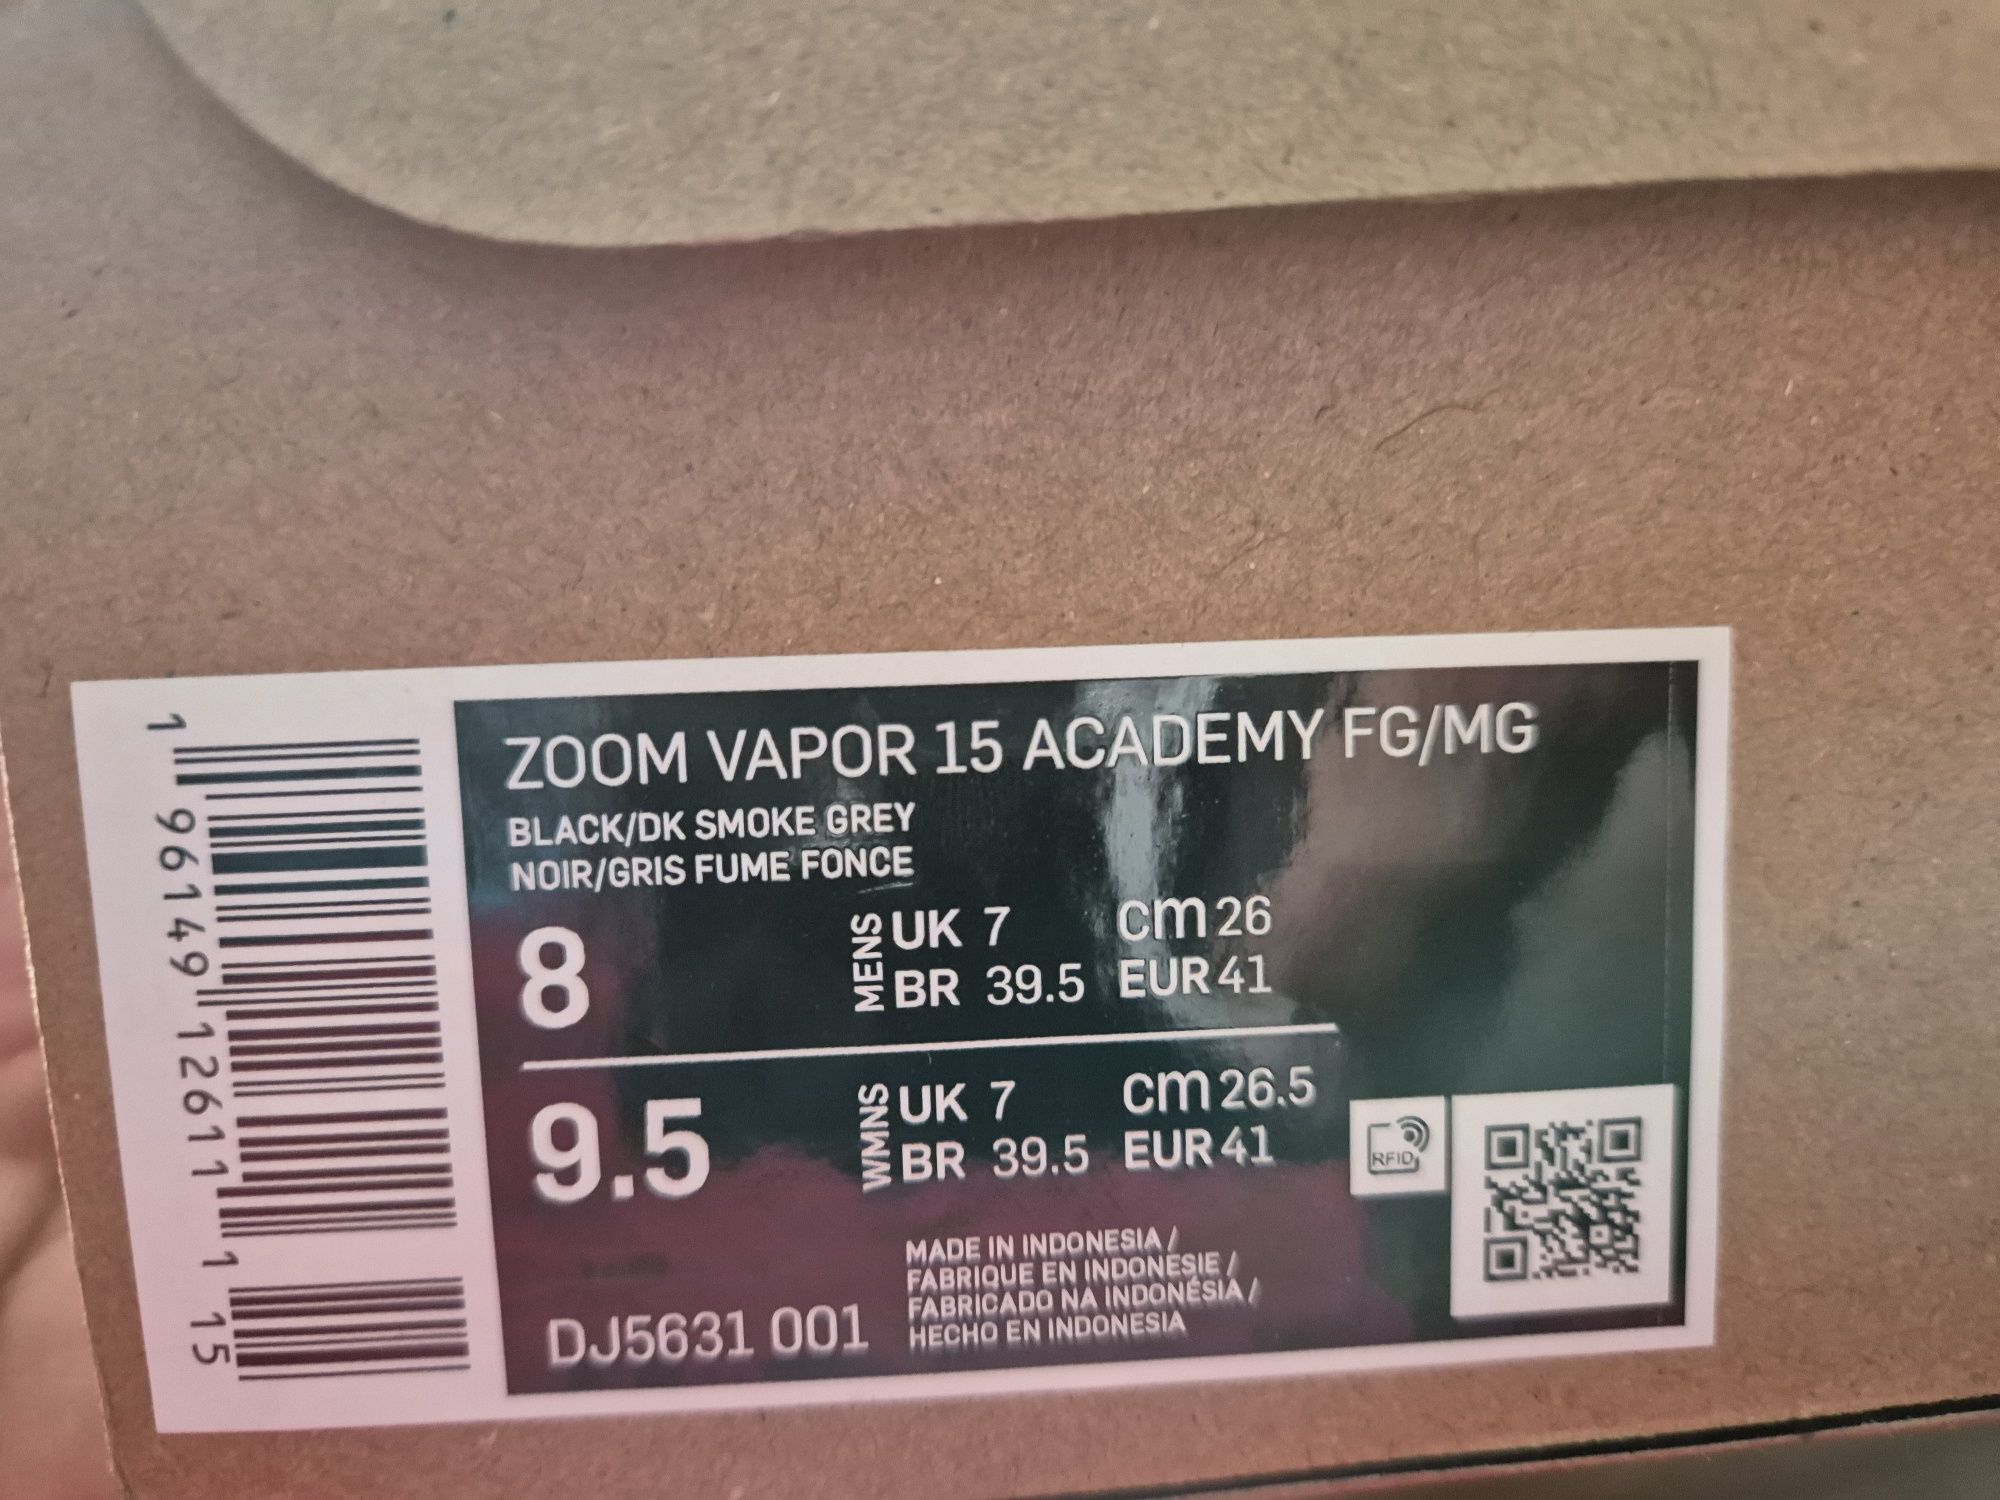 ZOOM VAPOR 15 ACADEMY FG/MG
BLACK/DK SMOKE GREY
NOIR/GRIS FUME FONCE
8
MENS
UK 7 cm 26
BR 39.5 EUR 41
9.5
WMNS
UK 7 cm 26.5
BR 39.5 EUR 41
RFID
DJ5631 001
MADE IN INDONESIA /
FABRIQUE EN INDONESIE /
FABRICADO NA INDONÉSIA /
HECHO EN INDONESIA
1 96149 12611 1 15